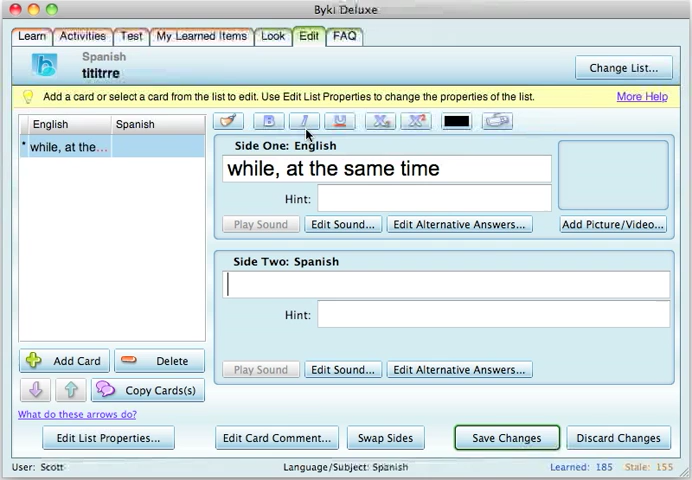 Byki Deluxe
Learn Activities Test My Learned Items Look Edit FAQ
Spanish
tititrre
Change List...
Add a card or select a card from the list to edit. Use Edit List Properties to change the properties of the list.
More Help
English Spanish
B I U X₂ X²
* while, at the...
Side One: English
while, at the same time
Hint:
Play Sound Edit Sound... Edit Alternative Answers... Add Picture/Video...
Side Two: Spanish
Hint:
Play Sound Edit Sound... Edit Alternative Answers...
Add Card Delete
Copy Cards(s)
What do these arrows do?
Edit List Properties... Edit Card Comment... Swap Sides Save Changes Discard Changes
User: Scott Language/Subject: Spanish Learned: 185 Stale: 155